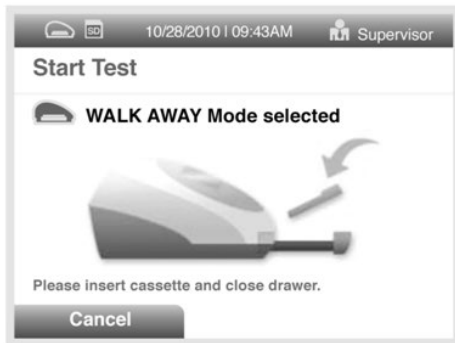 SD 10/28/2010 | 09:43AM Supervisor
Start Test
WALK AWAY Mode selected
Please insert cassette and close drawer.
Cancel